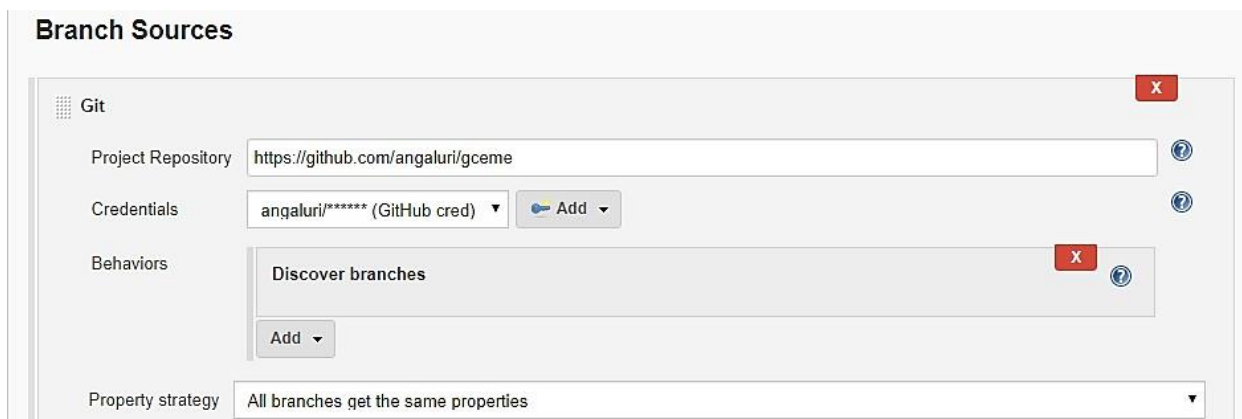 Branch Sources
X
Git
Project Repository https://github.com/angaluri/gceme
Credentials angaluri/****** (GitHub cred) Add
Behaviors
X
Discover branches
Add
Property strategy All branches get the same properties